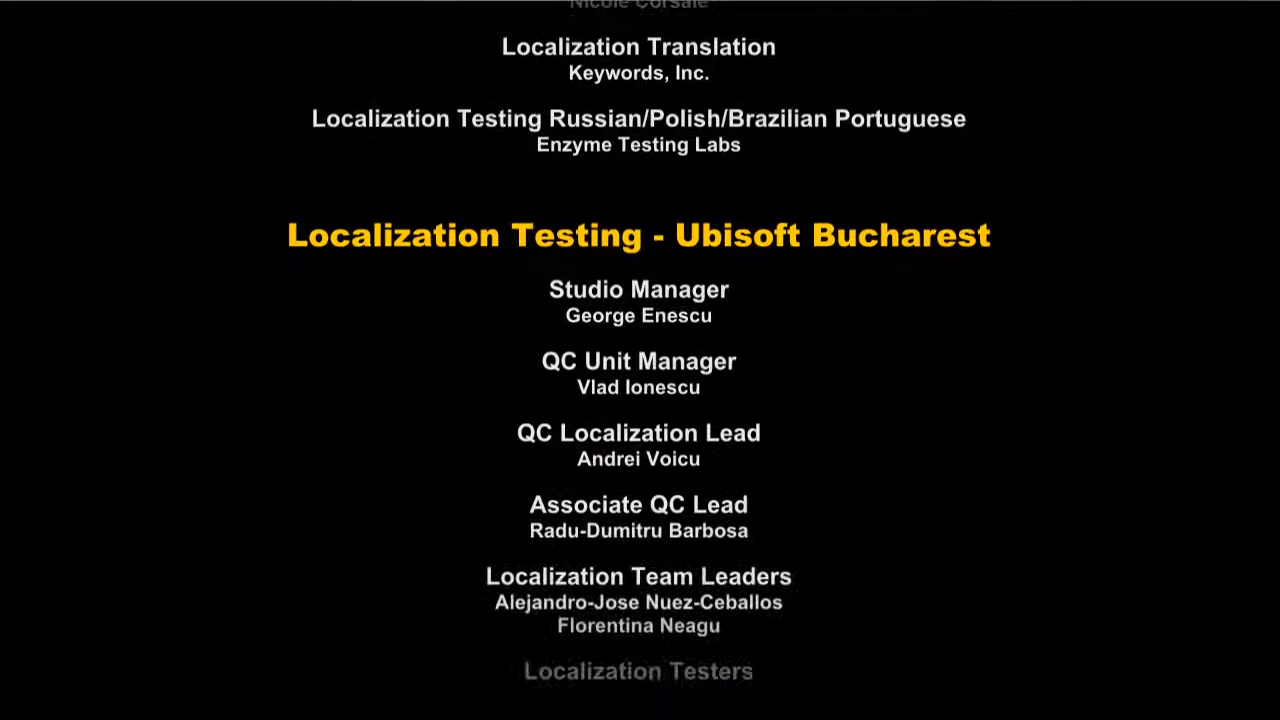 Nicole Corsale
Localization Translation
Keywords, Inc.
Localization Testing Russian/Polish/Brazilian Portuguese
Enzyme Testing Labs
Localization Testing - Ubisoft Bucharest
Studio Manager
George Enescu
QC Unit Manager
Vlad Ionescu
QC Localization Lead
Andrei Voicu
Associate QC Lead
Radu-Dumitru Barbosa
Localization Team Leaders
Alejandro-Jose Nuez-Ceballos
Florentina Neagu
Localization Testers